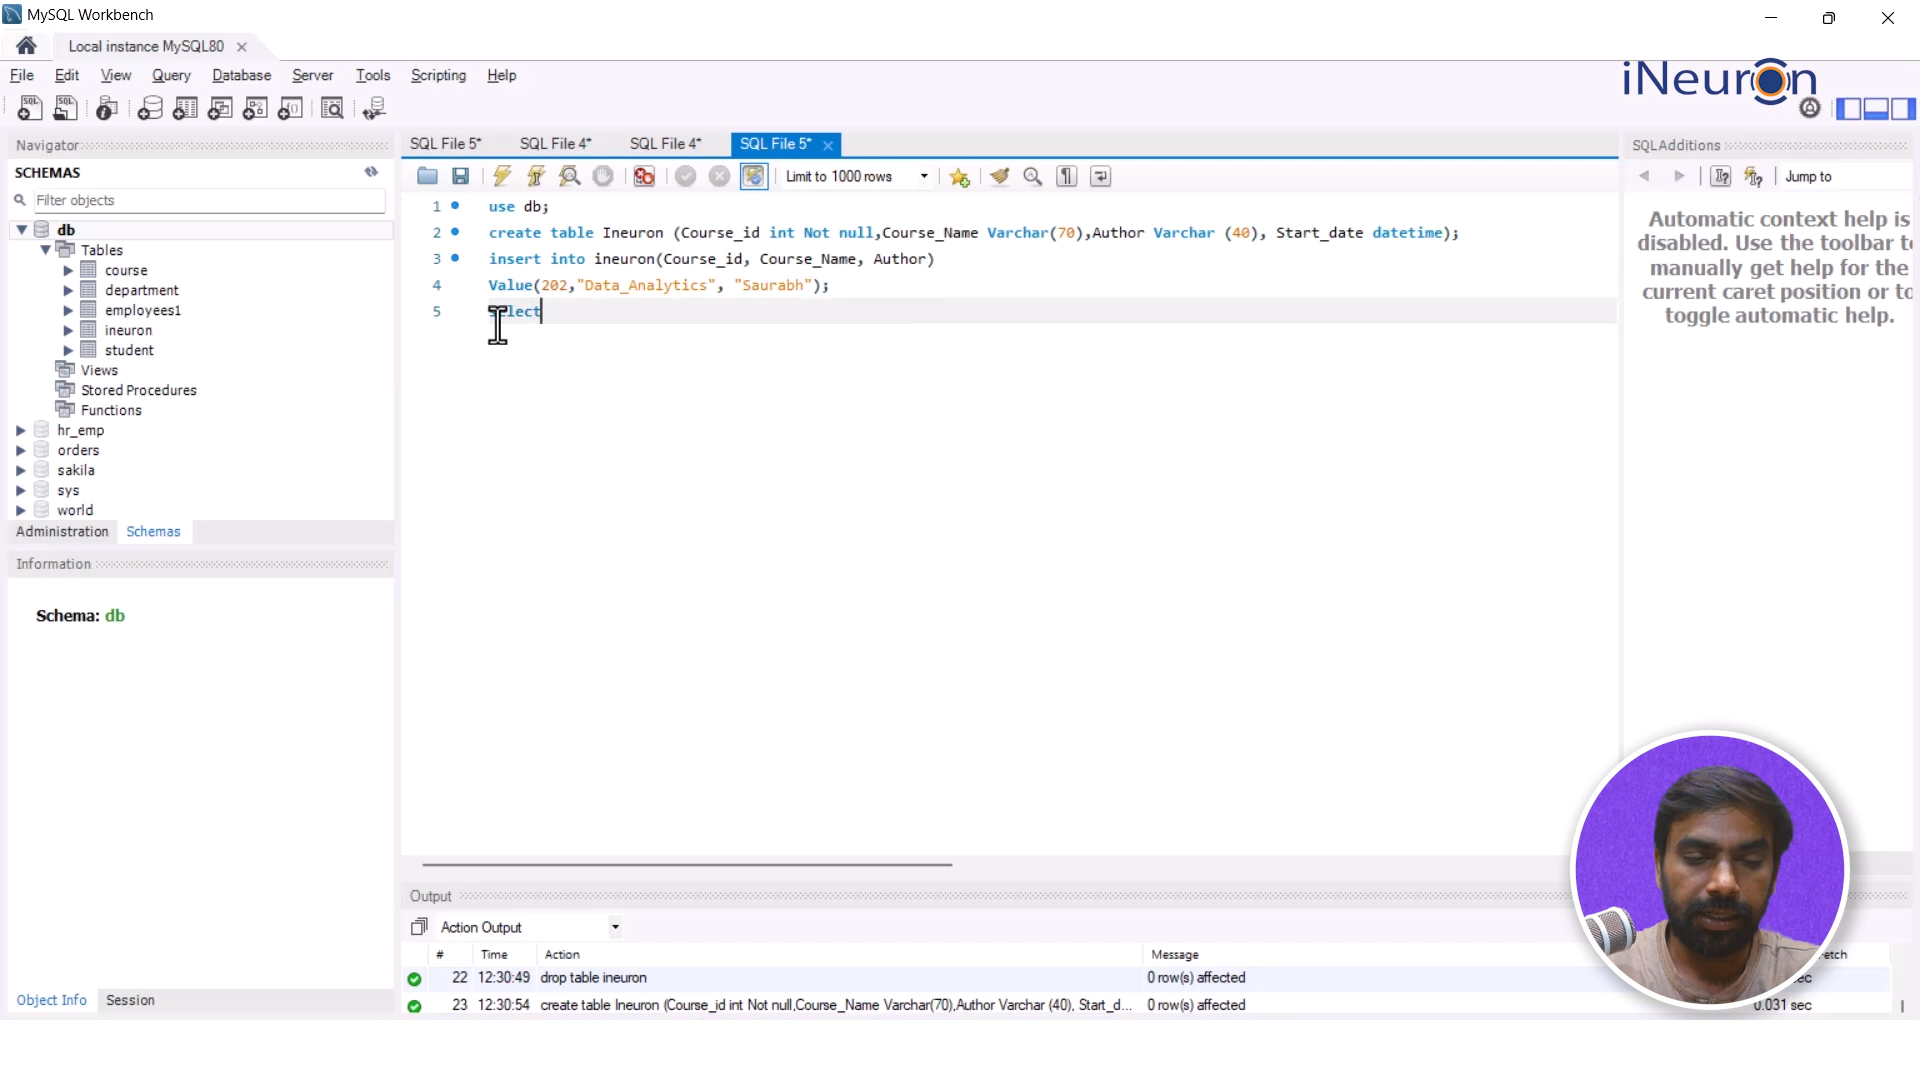 MySQL Workbench
Local instance MySQL80
File Edit View Query Database Server Tools Scripting Help
iNeuron
Navigator
SCHEMAS
Filter objects
db
Tables
course
department
employees1
ineuron
student
Views
Stored Procedures
Functions
hr_emp
orders
sakila
sys
world
Administration Schemas
Information
Schema: db
Object Info Session
SQL File 5* SQL File 4* SQL File 4* SQL File 5*
Limit to 1000 rows
1 use db;
2 create table Ineuron (Course_id int Not null,Course_Name Varchar(70),Author Varchar (40), Start_date datetime);
3 insert into ineuron(Course_id, Course_Name, Author)
4 Value(202,"Data_Analytics", "Saurabh");
5 select
SQLAdditions
Jump to
Automatic context help is
disabled. Use the toolbar to
manually get help for the
current caret position or to
toggle automatic help.
Output
Action Output
# Time Action Message
22 12:30:49 drop table ineuron 0 row(s) affected
23 12:30:54 create table Ineuron (Course_id int Not null,Course_Name Varchar(70),Author Varchar (40), Start_d... 0 row(s) affected 0.031 sec